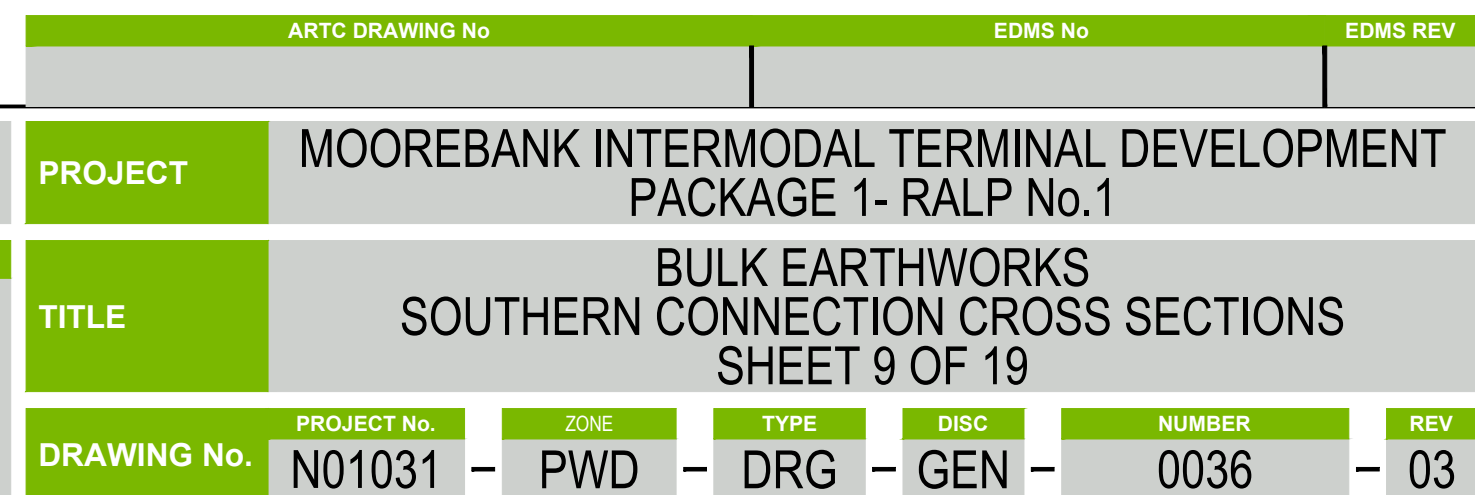 ARTC DRAWING No EDMS No EDMS REV
PROJECT
MOOREBANK INTERMODAL TERMINAL DEVELOPMENT
PACKAGE 1- RALP No.1
TITLE
BULK EARTHWORKS
SOUTHERN CONNECTION CROSS SECTIONS
SHEET 9 OF 19
DRAWING No.
PROJECT No. ZONE TYPE DISC NUMBER REV
N01031 – PWD – DRG – GEN – 0036 – 03